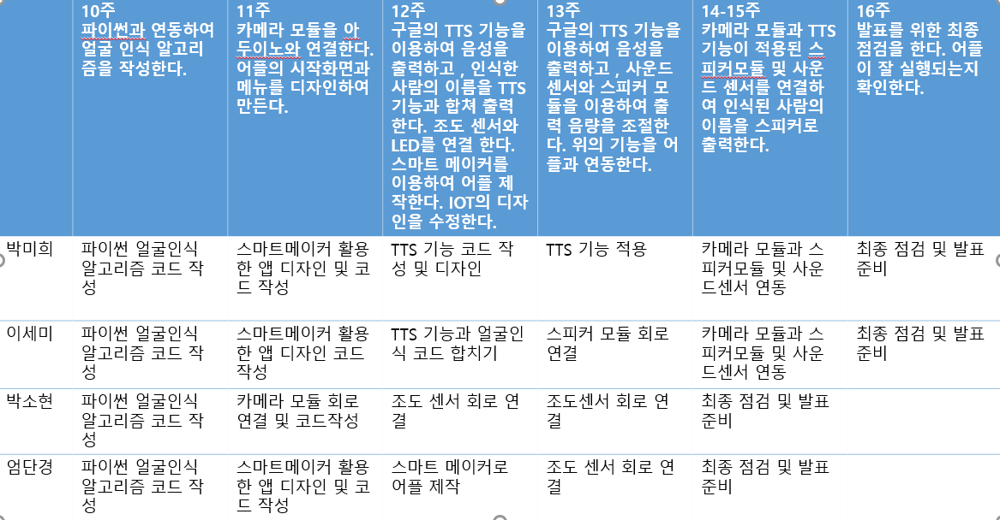 10주
파이썬과 연동하여
얼굴 인식 알고리
즘을 작성한다.
11주
카메라 모듈을 아
두이노와 연결한다.
어플의 시작화면과
메뉴를 디자인하여
만든다.
12주
구글의 TTS 기능을
이용하여 음성을
출력하고 , 인식한
사람의 이름을 TTS
기능과 합쳐 출력
한다. 조도 센서와
LED를 연결 한다.
스마트 메이커를
이용하여 어플 제
작한다. IOT의 디자
인을 수정한다.
13주
구글의 TTS 기능을
이용하여 음성을
출력하고 , 사운드
센서와 스피커 모
듈을 이용하여 출
력 음량을 조절한
다. 위의 기능을 어
플과 연동한다.
14-15주
카메라 모듈과 TTS
기능이 적용된 스
피커모듈 및 사운
드 센서를 연결하
여 인식된 사람의
이름을 스피커로
출력한다.
16주
발표를 위한 최종
점검을 한다. 어플
이 잘 실행되는지
확인한다.
박미희
파이썬 얼굴인식
알고리즘 코드 작
성
스마트메이커 활용
한 앱 디자인 및 코
드 작성
TTS 기능 코드 작
성 및 디자인
TTS 기능 적용
카메라 모듈과 스
피커모듈 및 사운
드센서 연동
최종 점검 및 발표
준비
이세미
파이썬 얼굴인식
알고리즘 코드 작
성
스마트메이커 활용
한 앱 디자인 코드
작성
TTS 기능과 얼굴인
식 코드 합치기
스피커 모듈 회로
연결
카메라 모듈과 스
피커모듈 및 사운
드센서 연동
최종 점검 및 발표
준비
박소현
파이썬 얼굴인식
알고리즘 코드 작
성
카메라 모듈 회로
연결 및 코드작성
조도 센서 회로 연
결
조도센서 회로 연
결
최종 점검 및 발표
준비
엄단경
파이썬 얼굴인식
알고리즘 코드 작
성
스마트메이커 활용
한 앱 디자인 및 코
드 작성
스마트 메이커로
어플 제작
조도 센서 회로 연
결
최종 점검 및 발표
준비